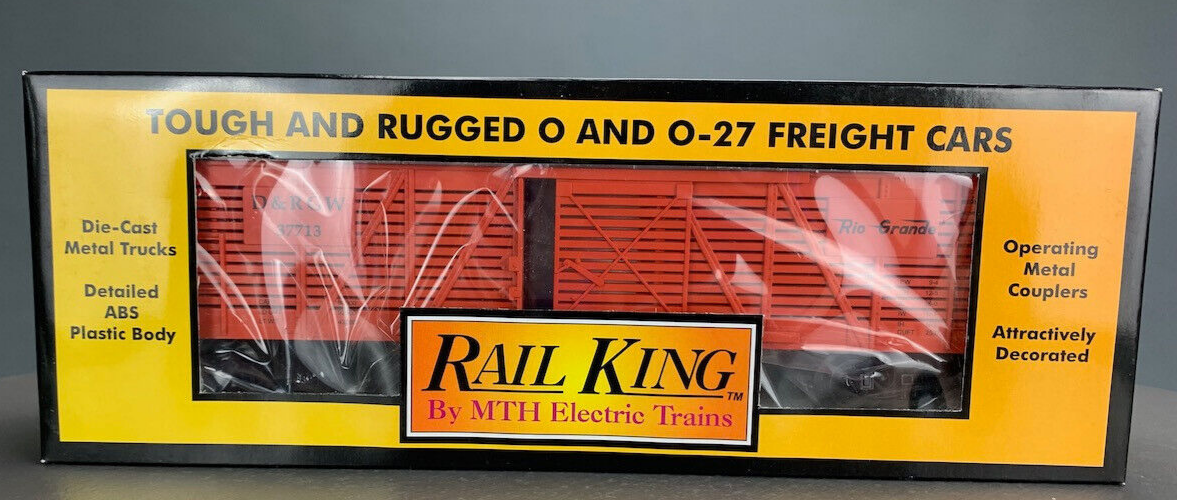 TOUGH AND RUGGED O AND O-27 FREIGHT CARS
Die-Cast
Metal Trucks
Detailed
ABS
Plastic Body
D&RGW
37713
Rio Grande
Operating
Metal
Couplers
Attractively
Decorated
RAIL KING™
By MTH Electric Trains